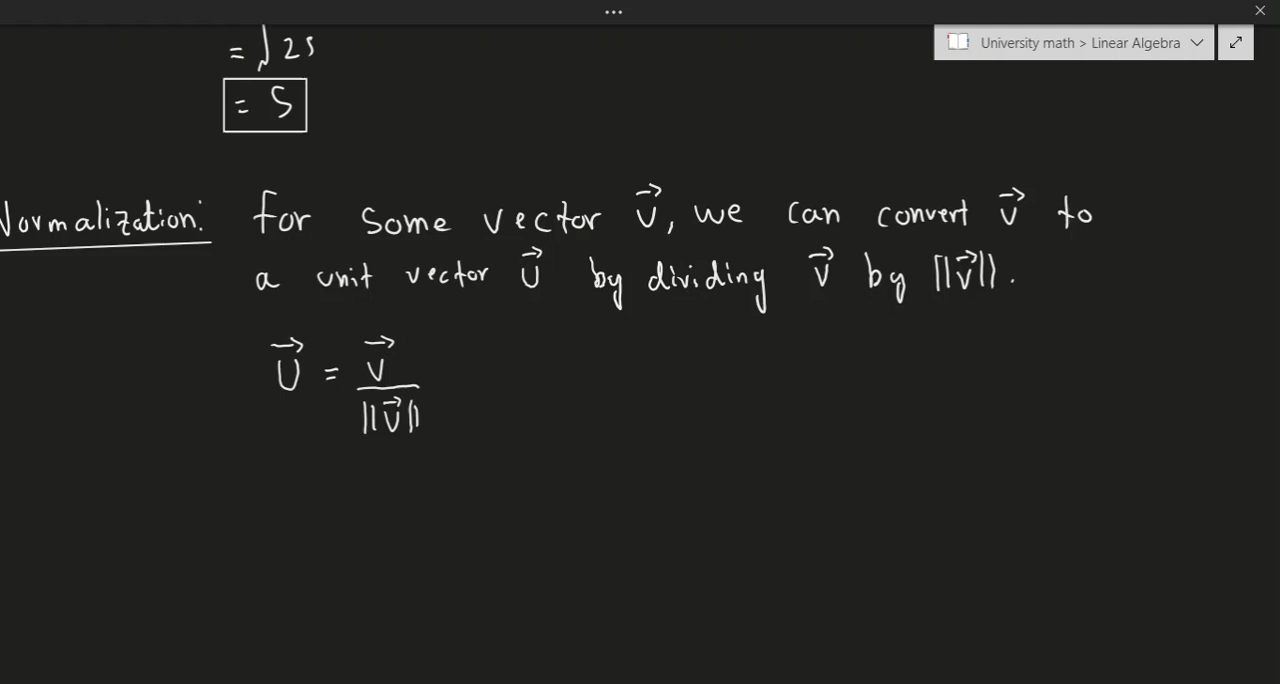 University math > Linear Algebra
= √25
= 5
Normalization: For some vector v⃗, we can convert v⃗ to
a unit vector u⃗ by dividing v⃗ by ||v⃗||.
u⃗ = v⃗ / ||v⃗||